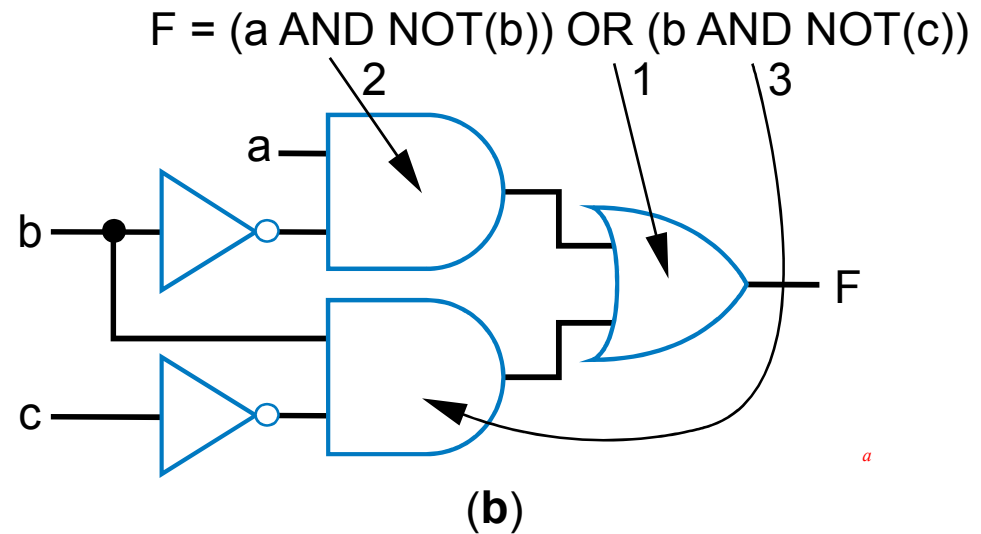 F = (a AND NOT(b)) OR (b AND NOT(c))
2 1 3
a
b
F
c
a
(b)